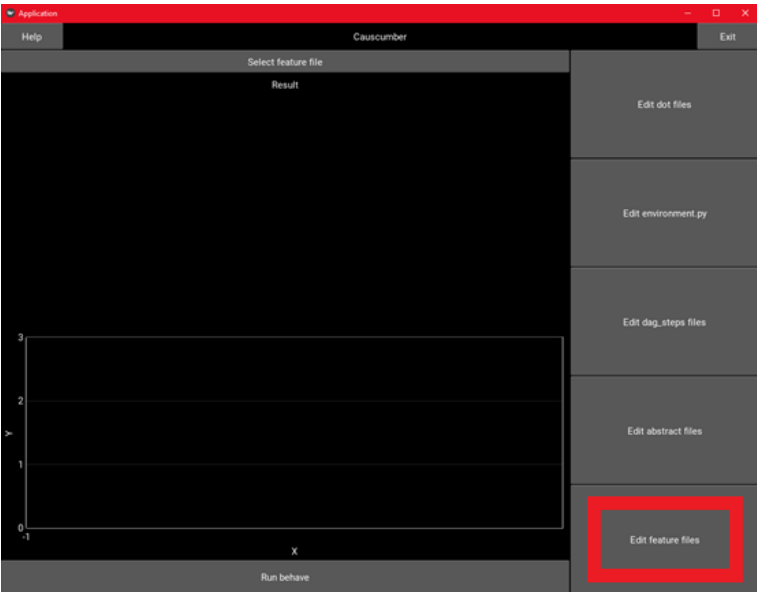 Application
Help
Causcumber
Exit
Select feature file
Result
Edit dot files
Edit environment.py
Edit dag_steps files
Edit abstract files
Edit feature files
3
2
1
0
-1
Y
X
Run behave